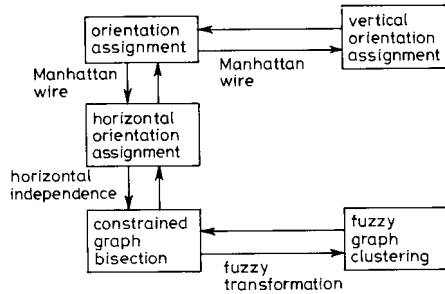 orientation
assignment
vertical
orientation
assignment
Manhattan
wire
Manhattan
wire
horizontal
orientation
assignment
horizontal
independence
constrained
graph
bisection
fuzzy
graph
clustering
fuzzy
transformation